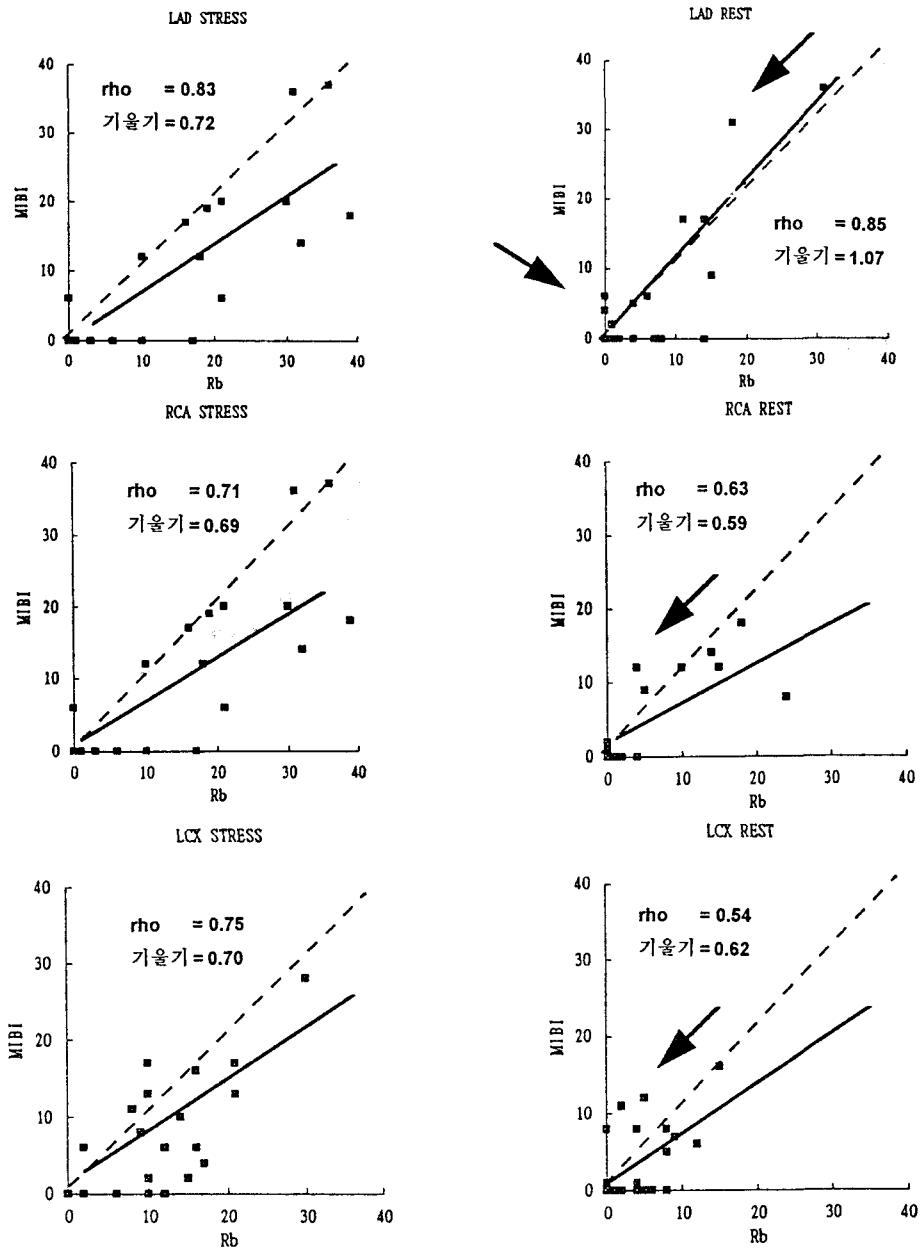 LAD STRESS
40
30
20
10
0
MIBI
rho = 0.83
기울기 = 0.72
0 10 20 30 40
Rb
LAD REST
40
30
20
10
0
MIBI
rho = 0.85
기울기 = 1.07
0 10 20 30 40
Rb
RCA STRESS
40
30
20
10
0
MIBI
rho = 0.71
기울기 = 0.69
0 10 20 30 40
Rb
RCA REST
40
30
20
10
0
MIBI
rho = 0.63
기울기 = 0.59
0 10 20 30 40
Rb
LCX STRESS
40
30
20
10
0
MIBI
rho = 0.75
기울기 = 0.70
0 10 20 30 40
Rb
LCX REST
40
30
20
10
0
MIBI
rho = 0.54
기울기 = 0.62
0 10 20 30 40
Rb